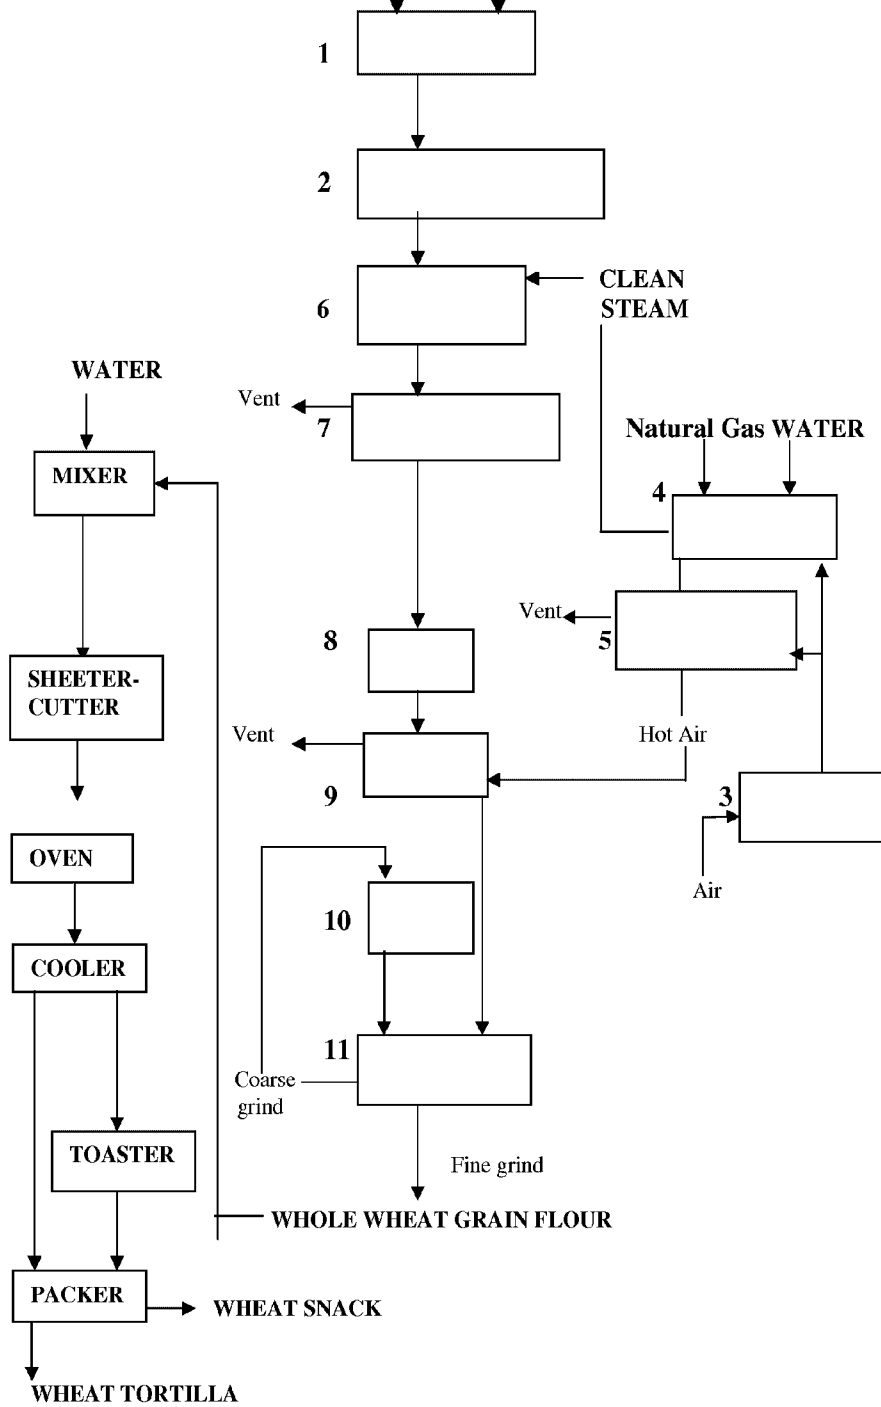 1
2
CLEAN
STEAM
6
WATER
Vent
7
Natural Gas WATER
MIXER
4
Vent
5
8
SHEETER-
CUTTER
Vent
Hot Air
9
3
OVEN
Air
10
COOLER
11
Coarse
grind
TOASTER
Fine grind
WHOLE WHEAT GRAIN FLOUR
PACKER
WHEAT SNACK
WHEAT TORTILLA